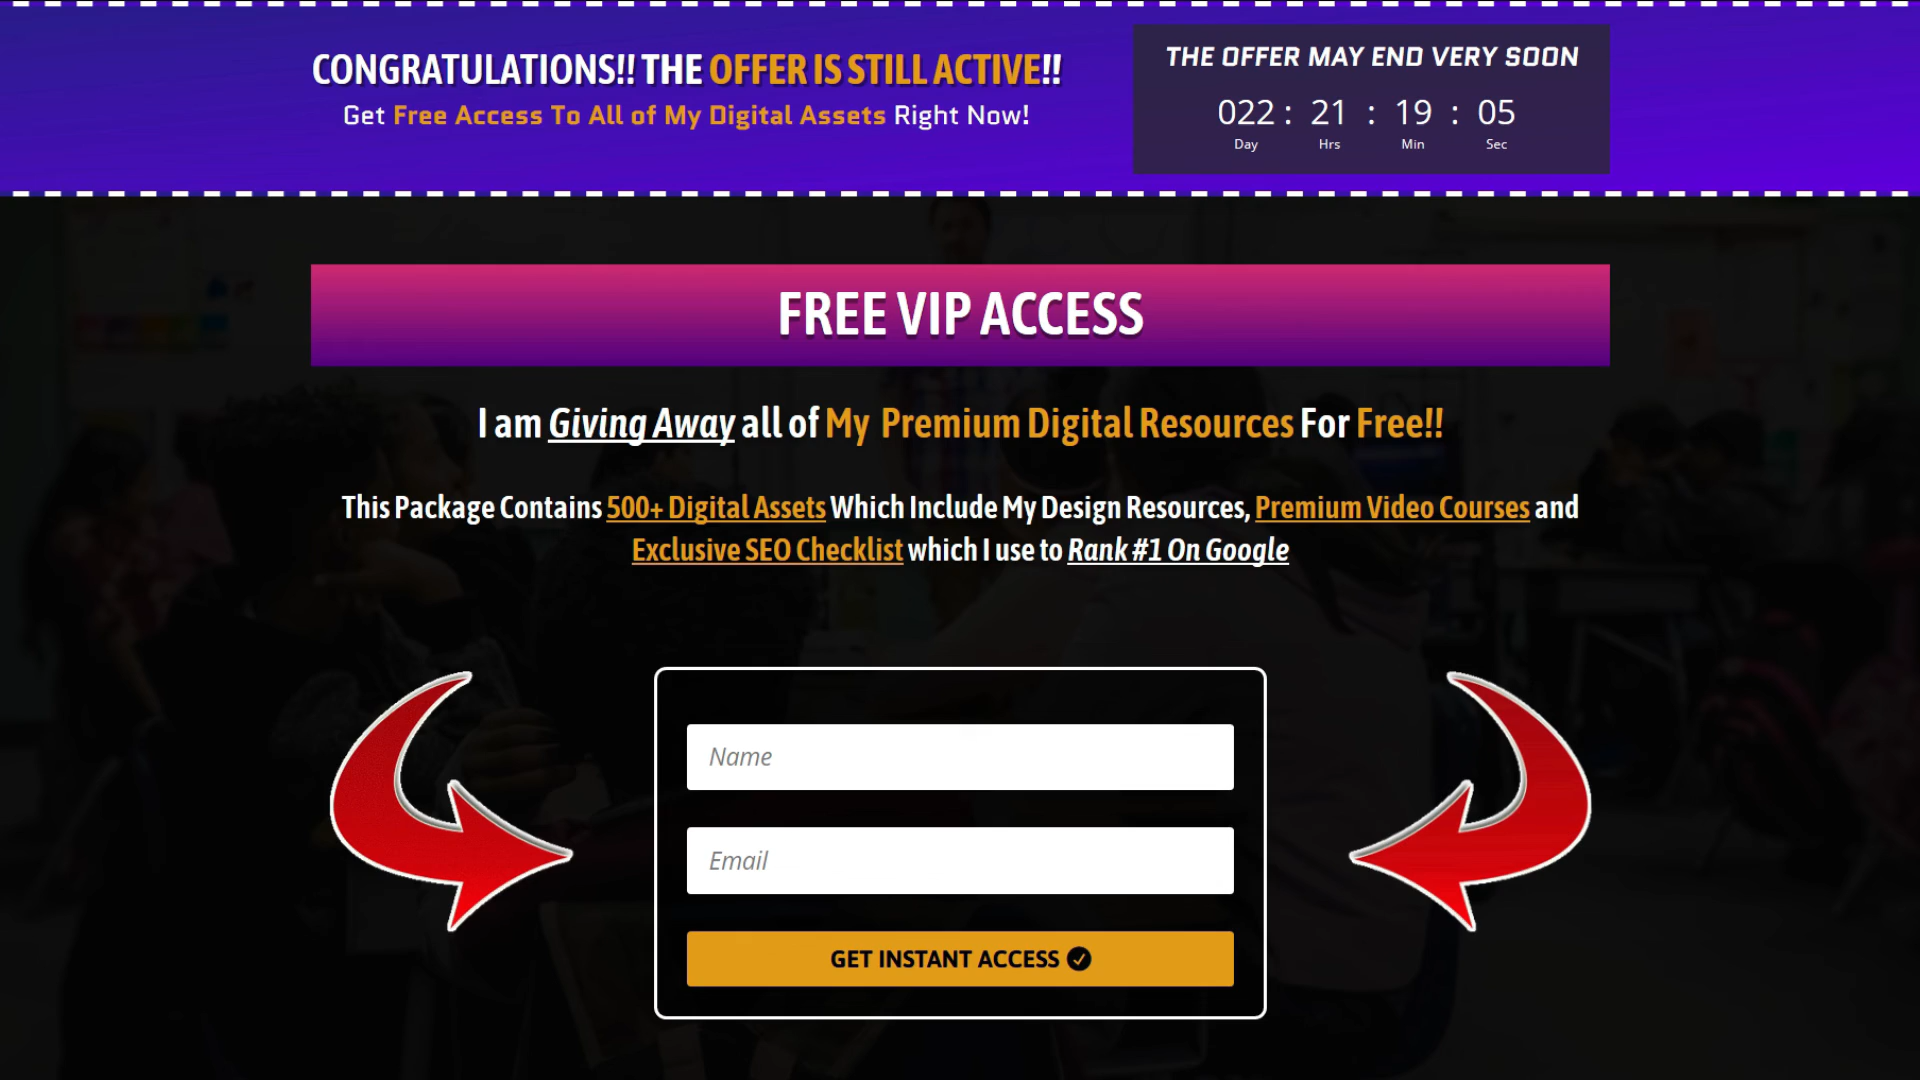 CONGRATULATIONS!! THE OFFER IS STILL ACTIVE!!
Get Free Access To All of My Digital Assets Right Now!
THE OFFER MAY END VERY SOON
022 : 21 : 19 : 05
Day Hrs Min Sec
FREE VIP ACCESS
I am Giving Away all of My Premium Digital Resources For Free!!
This Package Contains 500+ Digital Assets Which Include My Design Resources, Premium Video Courses and
Exclusive SEO Checklist which I use to Rank #1 On Google
Name
Email
GET INSTANT ACCESS